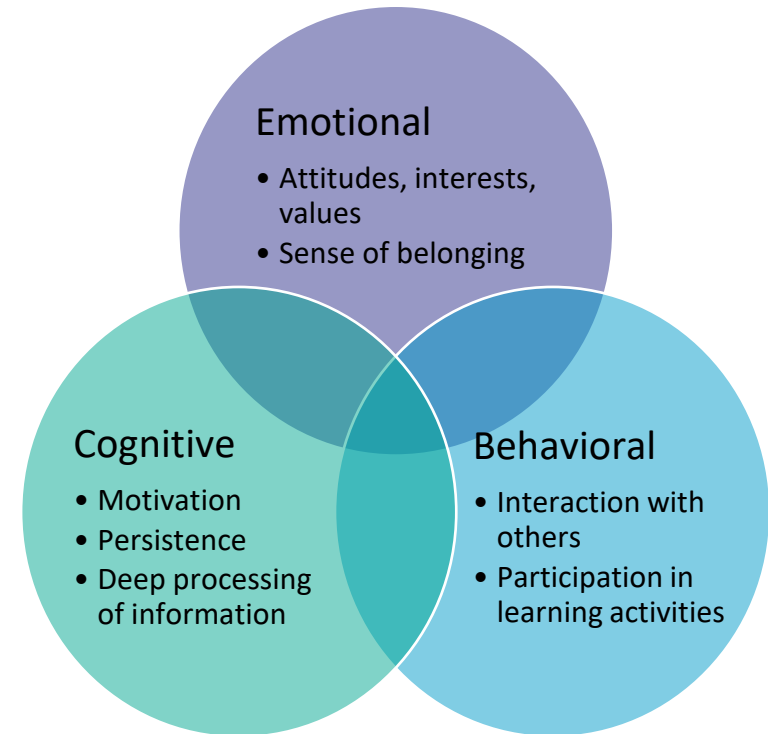 Emotional
• Attitudes, interests,
values
• Sense of belonging
Cognitive
• Motivation
• Persistence
• Deep processing
of information
Behavioral
• Interaction with
others
• Participation in
learning activities